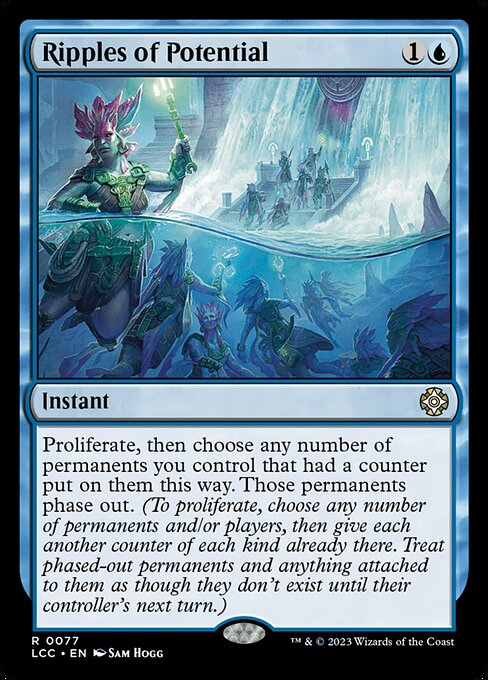 Ripples of Potential 1
Instant
Proliferate, then choose any number of
permanents you control that had a counter
put on them this way. Those permanents
phase out. (To proliferate, choose any number
of permanents and/or players, then give each
another counter of each kind already there. Treat
phased-out permanents and anything attached
to them as though they don't exist until their
controller's next turn.)
R 0077
™ & © 2023 Wizards of the Coast
LCC • EN Sam Hogg